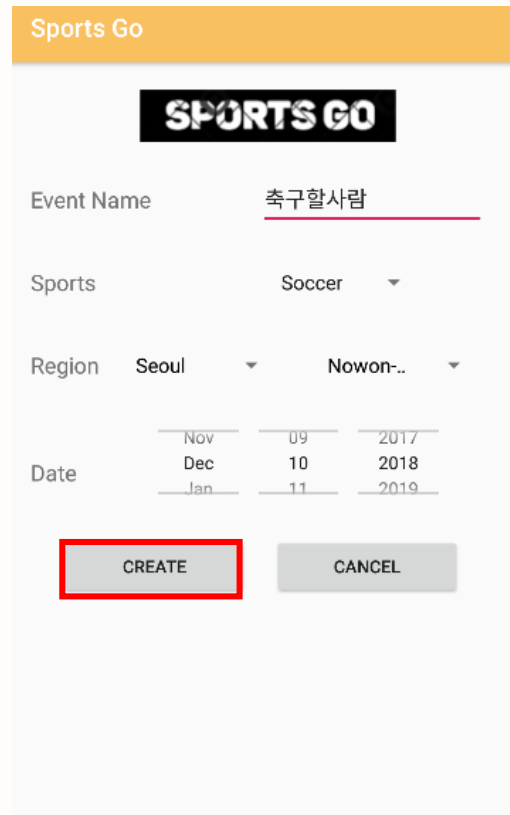 Sports Go
SPORTS GO
Event Name 축구할사람
Sports Soccer
Region Seoul Nowon-..
Nov 09 2017
Date Dec 10 2018
Jan 11 2019
CREATE CANCEL